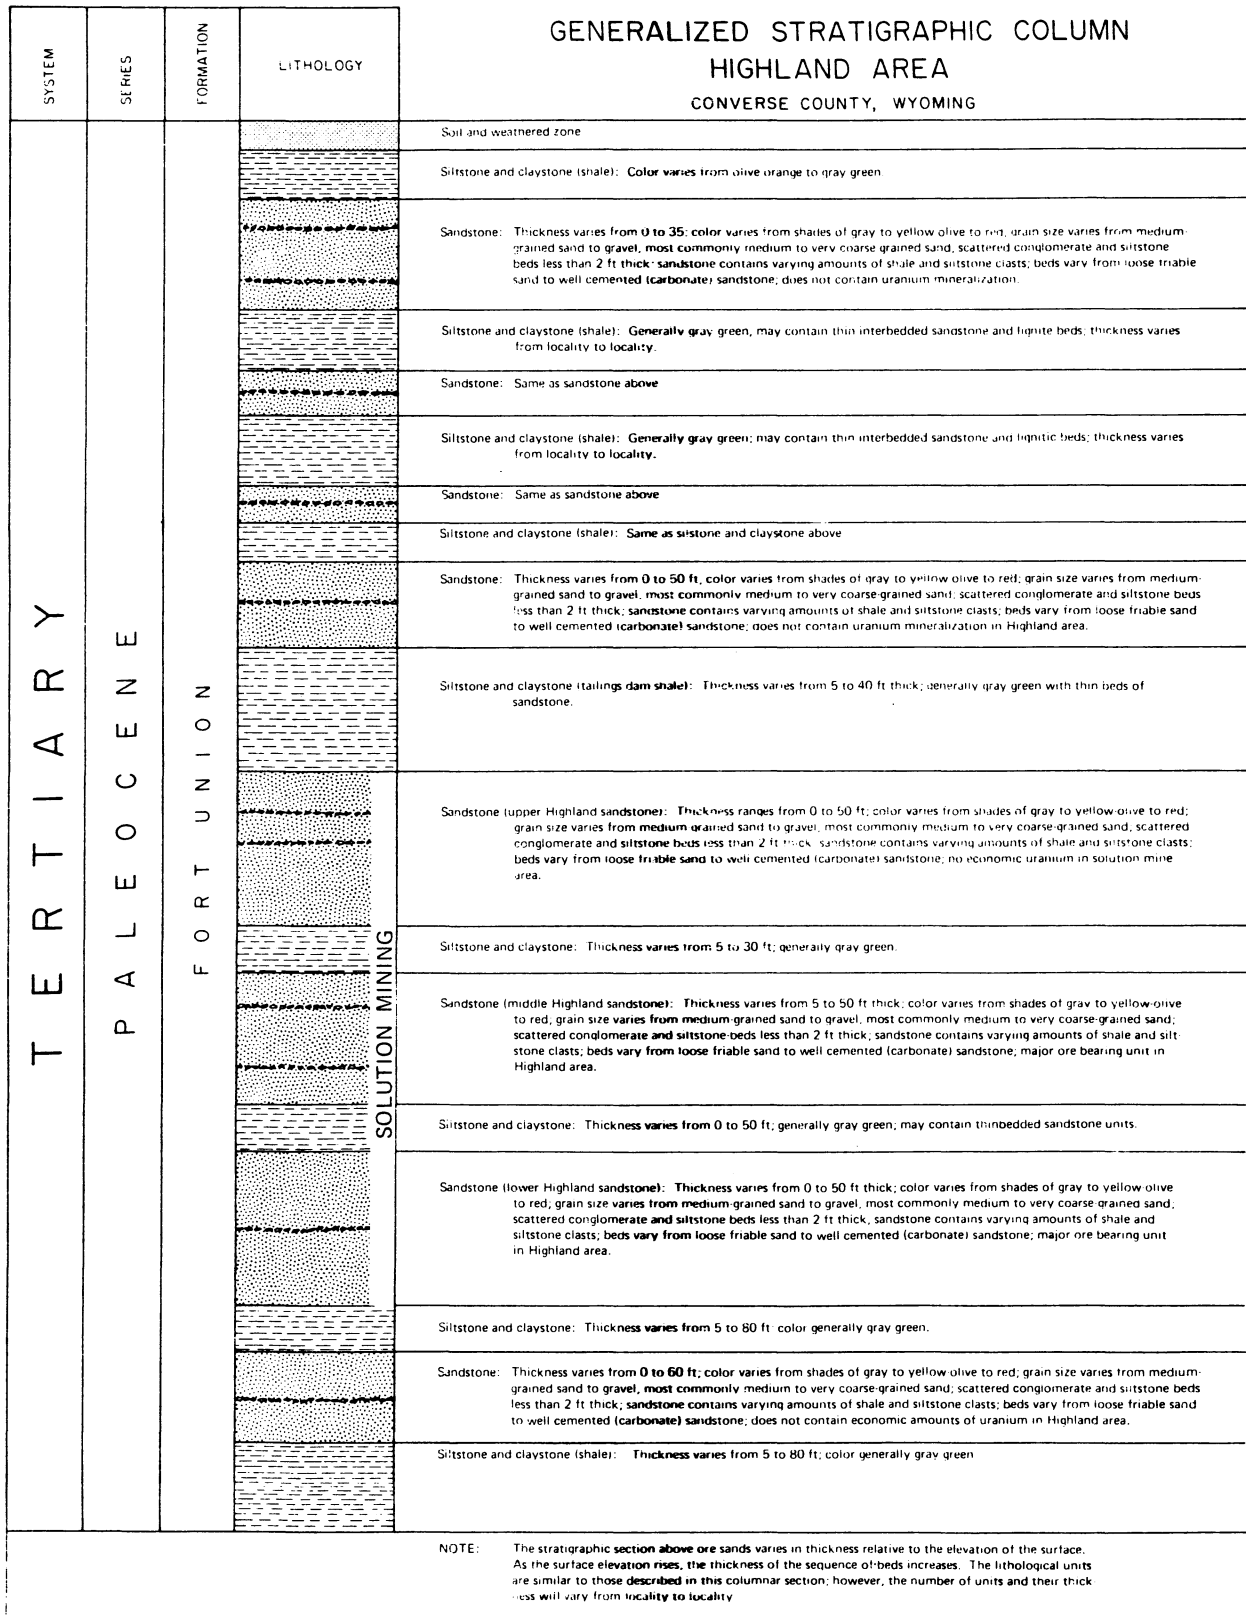 SYSTEM
SERIES
FORMATION
LITHOLOGY
GENERALIZED STRATIGRAPHIC COLUMN
HIGHLAND AREA
CONVERSE COUNTY, WYOMING
TERTIARY
PALEOCENE
FORT UNION
SOLUTION MINING
Soil and weathered zone
Siltstone and claystone (shale): Color varies from olive orange to gray green.
Sandstone: Thickness varies from 0 to 35; color varies from shades of gray to yellow olive to red, grain size varies from medium-
grained sand to gravel, most commonly medium to very coarse grained sand, scattered conglomerate and siltstone
beds less than 2 ft thick; sandstone contains varying amounts of shale and siltstone clasts; beds vary from loose friable
sand to well cemented (carbonate) sandstone; does not contain uranium mineralization.
Siltstone and claystone (shale): Generally gray green, may contain thin interbedded sandstone and lignite beds; thickness varies
from locality to locality.
Sandstone: Same as sandstone above
Siltstone and claystone (shale): Generally gray green; may contain thin interbedded sandstone and lignitic beds; thickness varies
from locality to locality.
Sandstone: Same as sandstone above
Siltstone and claystone (shale): Same as silstone and claystone above
Sandstone: Thickness varies from 0 to 50 ft, color varies from shades of gray to yellow olive to red; grain size varies from medium-
grained sand to gravel, most commonly medium to very coarse-grained sand; scattered conglomerate and siltstone beds
less than 2 ft thick; sandstone contains varying amounts of shale and siltstone clasts; beds vary from loose friable sand
to well cemented (carbonate) sandstone; does not contain uranium mineralization in Highland area.
Siltstone and claystone (tailings dam shale): Thickness varies from 5 to 40 ft thick; generally gray green with thin beds of
sandstone.
Sandstone (upper Highland sandstone): Thickness ranges from 0 to 50 ft; color varies from shades of gray to yellow-olive to red;
grain size varies from medium grained sand to gravel, most commonly medium to very coarse-grained sand; scattered
conglomerate and siltstone beds less than 2 ft thick sandstone contains varying amounts of shale and siltstone clasts;
beds vary from loose friable sand to well cemented (carbonate) sandstone; no economic uranium in solution mine
area.
Siltstone and claystone: Thickness varies from 5 to 30 ft; generally gray green.
Sandstone (middle Highland sandstone): Thickness varies from 5 to 50 ft thick; color varies from shades of gray to yellow-olive
to red; grain size varies from medium-grained sand to gravel, most commonly medium to very coarse-grained sand;
scattered conglomerate and siltstone-beds less than 2 ft thick; sandstone contains varying amounts of shale and silt-
stone clasts; beds vary from loose friable sand to well cemented (carbonate) sandstone; major ore bearing unit in
Highland area.
Siltstone and claystone: Thickness varies from 0 to 50 ft; generally gray green; may contain thinbedded sandstone units.
Sandstone (lower Highland sandstone): Thickness varies from 0 to 50 ft thick; color varies from shades of gray to yellow olive
to red; grain size varies from medium-grained sand to gravel, most commonly medium to very coarse grained sand;
scattered conglomerate and siltstone beds less than 2 ft thick, sandstone contains varying amounts of shale and
siltstone clasts; beds vary from loose friable sand to well cemented (carbonate) sandstone; major ore bearing unit
in Highland area.
Siltstone and claystone: Thickness varies from 5 to 80 ft color generally gray green.
Sandstone: Thickness varies from 0 to 60 ft; color varies from shades of gray to yellow olive to red; grain size varies from medium-
grained sand to gravel, most commonly medium to very coarse-grained sand; scattered conglomerate and siltstone beds
less than 2 ft thick; sandstone contains varying amounts of shale and siltstone clasts; beds vary from loose friable sand
to well cemented (carbonate) sandstone; does not contain economic amounts of uranium in Highland area.
Siltstone and claystone (shale): Thickness varies from 5 to 80 ft; color generally gray green
NOTE: The stratigraphic section above ore sands varies in thickness relative to the elevation of the surface.
As the surface elevation rises, the thickness of the sequence of beds increases. The lithological units
are similar to those described in this columnar section; however, the number of units and their thick
ness will vary from locality to locality